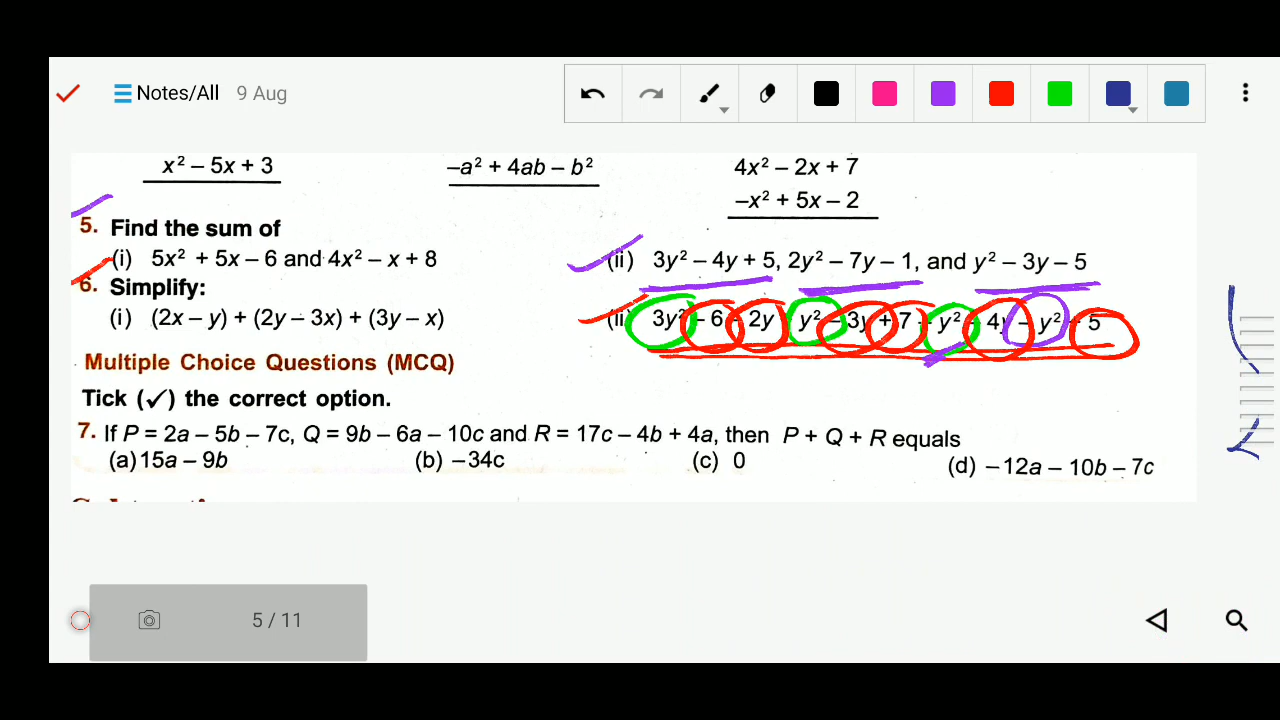 Notes/All 9 Aug
x² – 5x + 3 –a² + 4ab – b² 4x² – 2x + 7
–x² + 5x – 2
5. Find the sum of
(i) 5x² + 5x – 6 and 4x² – x + 8 (ii) 3y² – 4y + 5, 2y² – 7y – 1, and y² – 3y – 5
6. Simplify:
(i) (2x – y) + (2y – 3x) + (3y – x) (ii) 3y² 6 2y y² 3y + 7 y² 4y y² 5
Multiple Choice Questions (MCQ)
Tick (✓) the correct option.
7. If P = 2a – 5b – 7c, Q = 9b – 6a – 10c and R = 17c – 4b + 4a, then P + Q + R equals
(a) 15a – 9b (b) –34c (c) 0 (d) –12a – 10b – 7c
5 / 11